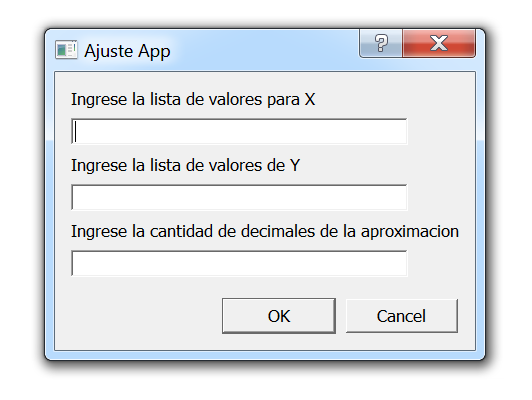 Ajuste App
Ingrese la lista de valores para X
Ingrese la lista de valores de Y
Ingrese la cantidad de decimales de la aproximacion
OK Cancel